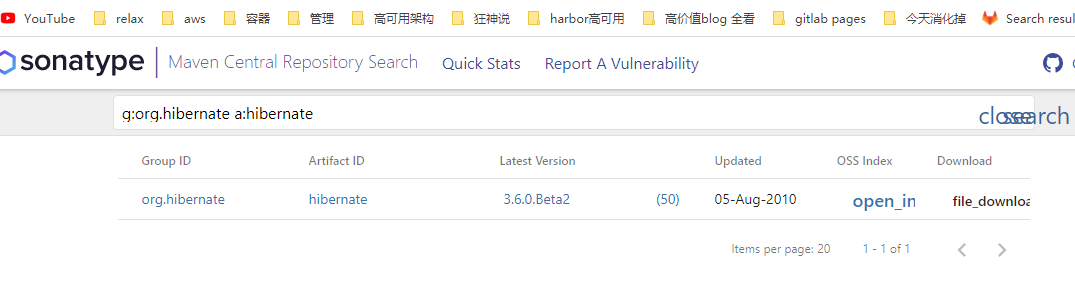 YouTube relax aws 容器 管理 高可用架构 狂神说 harbor高可用 高价值blog 全看 gitlab pages 今天消化掉 Search resul
sonatype Maven Central Repository Search Quick Stats Report A Vulnerability
g:org.hibernate a:hibernate close search
Group ID Artifact ID Latest Version Updated OSS Index Download
org.hibernate hibernate 3.6.0.Beta2 (50) 05-Aug-2010 open_in file_downloa
Items per page: 20 1 - 1 of 1